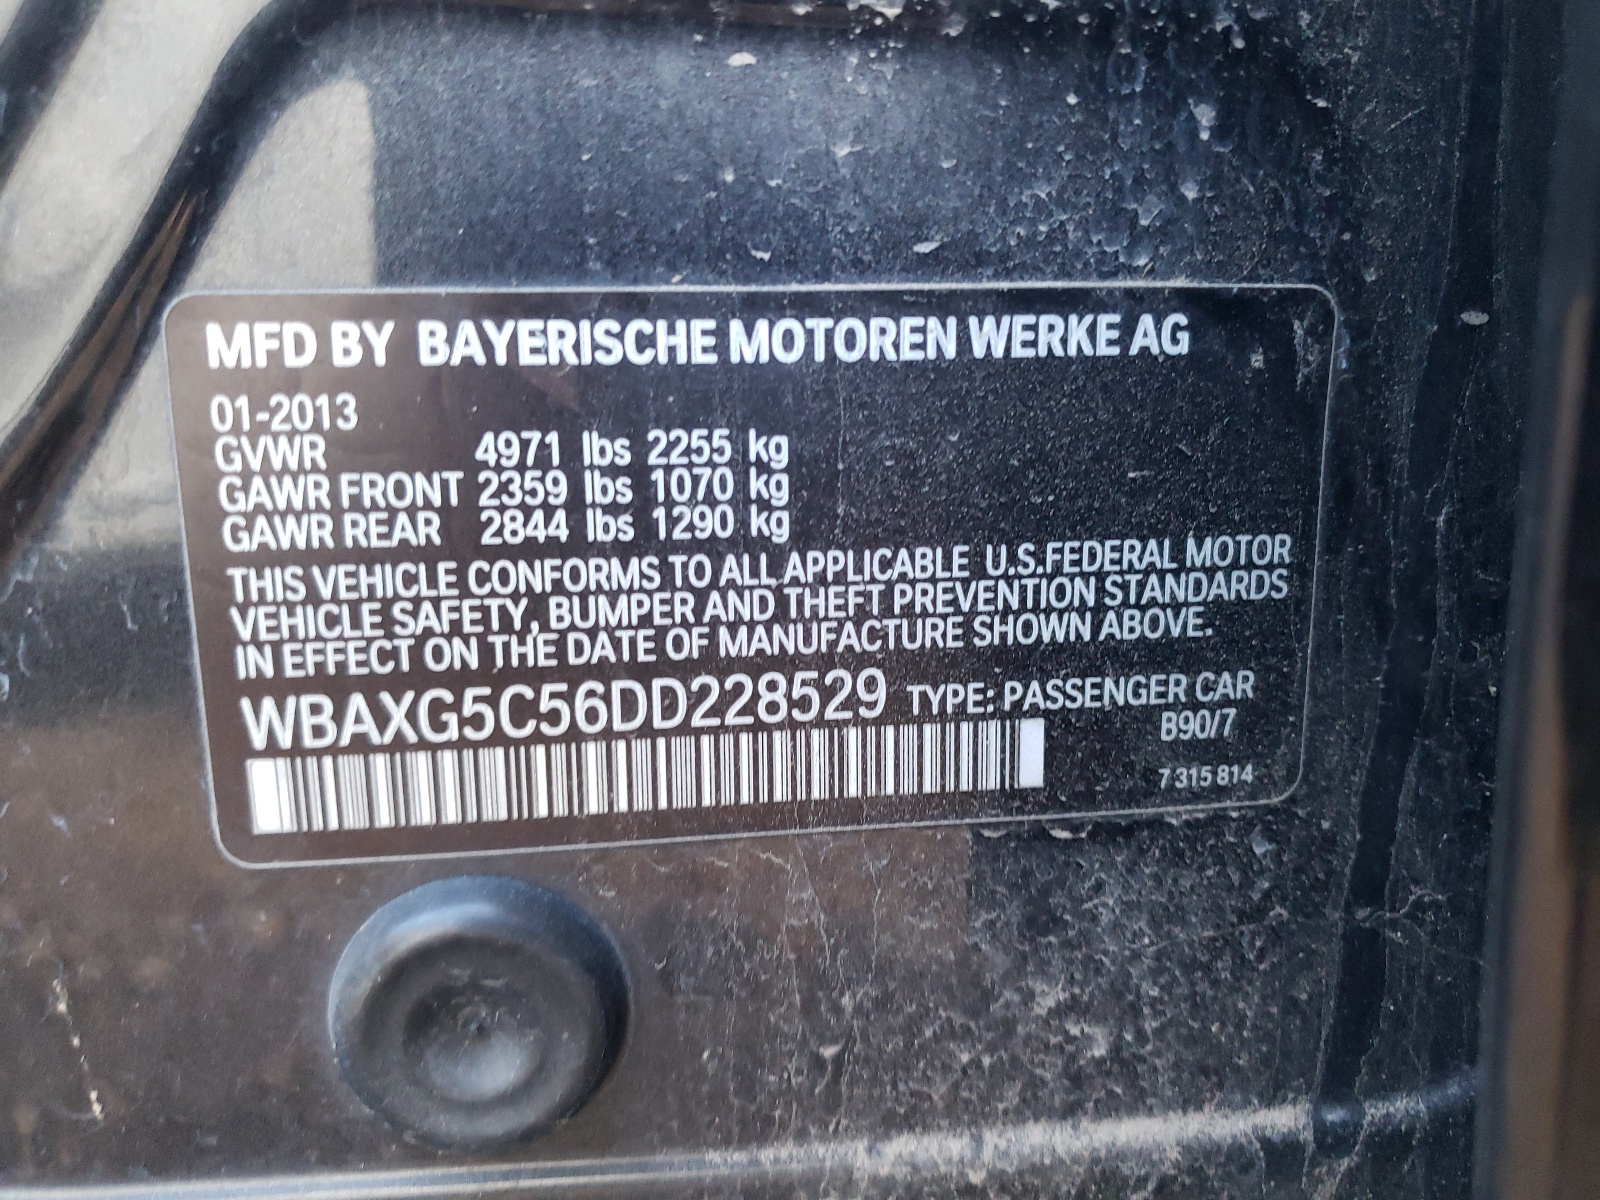 MFD BY BAYERISCHE MOTOREN WERKE AG
01-2013
GVWR 4971 lbs 2255 kg
GAWR FRONT 2359 lbs 1070 kg
GAWR REAR 2844 lbs 1290 kg
THIS VEHICLE CONFORMS TO ALL APPLICABLE U.S.FEDERAL MOTOR
VEHICLE SAFETY, BUMPER AND THEFT PREVENTION STANDARDS
IN EFFECT ON THE DATE OF MANUFACTURE SHOWN ABOVE.
WBAXG5C56DD228529 TYPE: PASSENGER CAR
B90/7
7 315 814